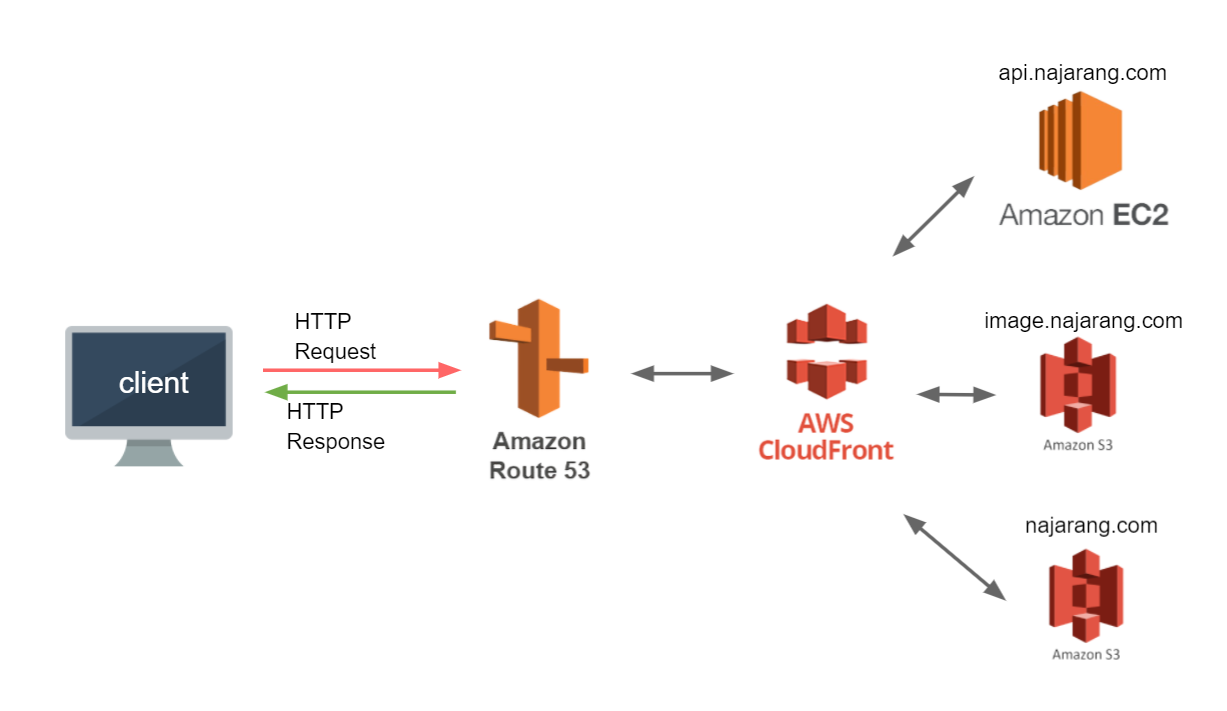 client
HTTP
Request
HTTP
Response
Amazon
Route 53
AWS
CloudFront
api.najarang.com
Amazon EC2
image.najarang.com
Amazon S3
najarang.com
Amazon S3